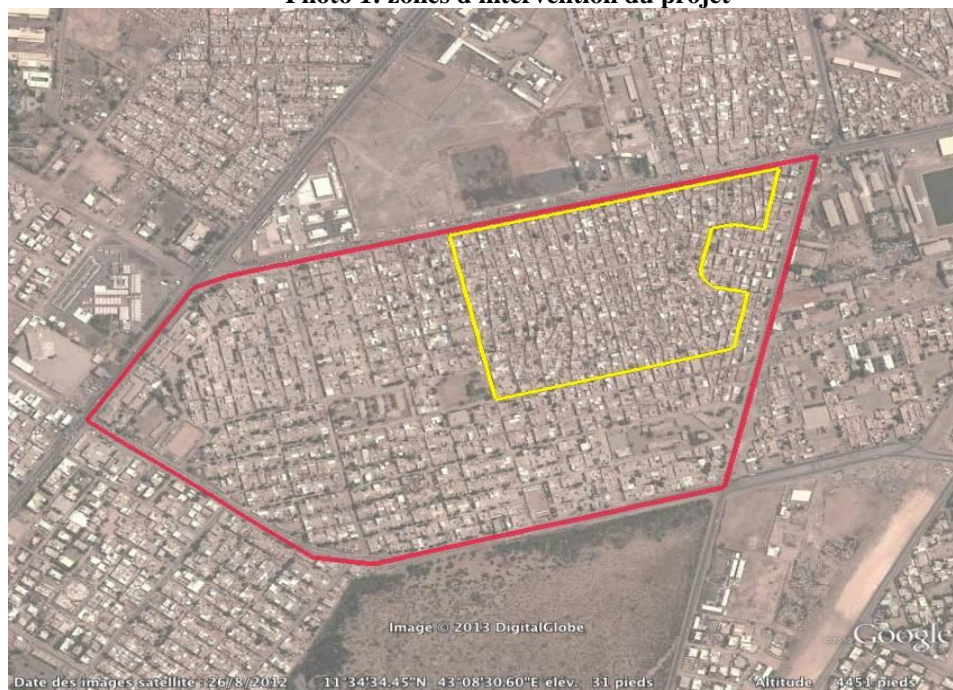 Photo 1: zones d'intervention du projet
Image © 2013 DigitalGlobe
Google
Date des images satellite : 26/8/2012 11°34'34.45"N 43°08'30.60"E élév. 31 pieds Altitude 4451 pieds